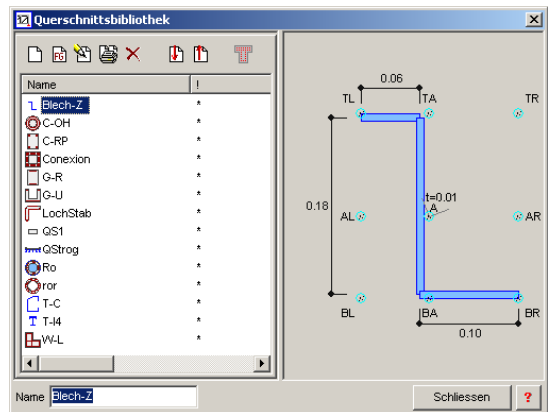 Querschnittsbibliothek
FG
Name !
Blech-Z *
C-OH *
C-RP *
Conexion *
G-R *
G-U *
LochStab *
QS1 *
QStrog *
Ro *
ror *
T-C *
T-I4 *
W-L *
0.06
TL TA TR
t=0.01
0.18 A
AL AR
BL BA BR
0.10
Name Blech-Z Schliessen ?